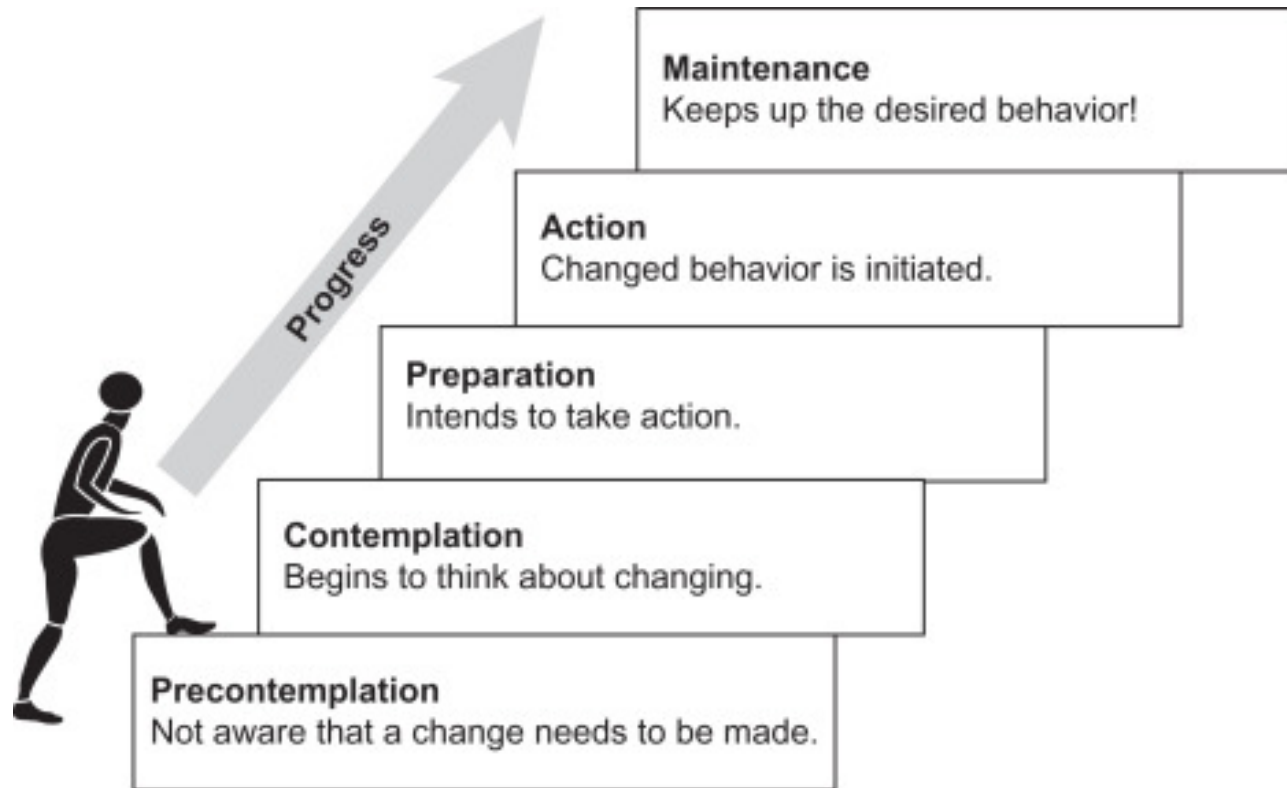 Maintenance
Keeps up the desired behavior!
Action
Changed behavior is initiated.
Progress
Preparation
Intends to take action.
Contemplation
Begins to think about changing.
Precontemplation
Not aware that a change needs to be made.